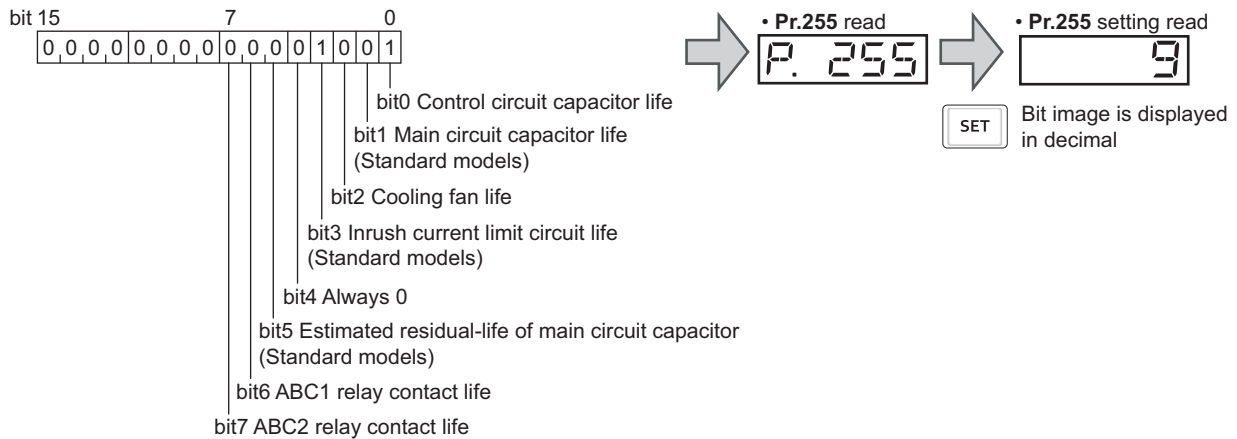 bit 15 7 0
0 0 0 0 0 0 0 0 0 0 0 0 1 0 0 1
bit0 Control circuit capacitor life
bit1 Main circuit capacitor life
(Standard models)
bit2 Cooling fan life
bit3 Inrush current limit circuit life
(Standard models)
bit4 Always 0
bit5 Estimated residual-life of main circuit capacitor
(Standard models)
bit6 ABC1 relay contact life
bit7 ABC2 relay contact life
• Pr.255 read
P. 255
• Pr.255 setting read
9
SET
Bit image is displayed
in decimal